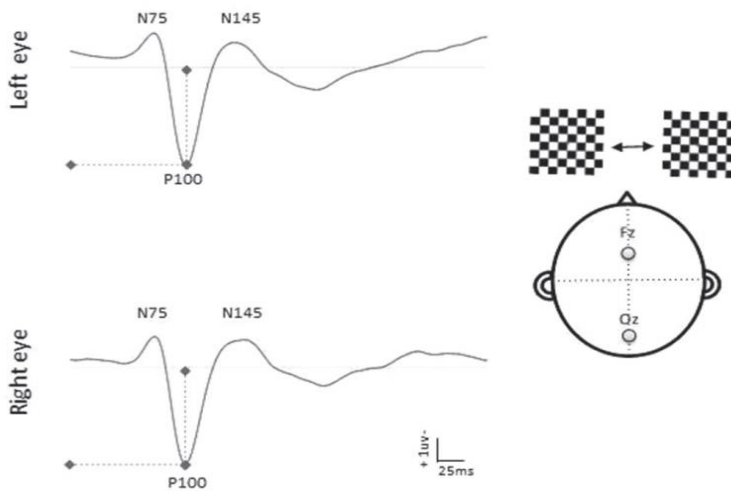 N75
N145
Left eye
P100
Fz
Oz
N75
N145
Right eye
P100
+ 1uv-
25ms